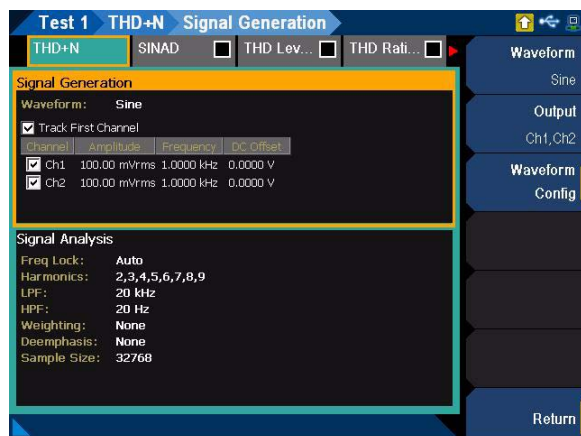 Test 1 THD+N Signal Generation
THD+N SINAD THD Lev... THD Rati...
Signal Generation
Waveform: Sine
Track First Channel
Channel Amplitude Frequency DC Offset
Ch1 100.00 mVrms 1.0000 kHz 0.0000 V
Ch2 100.00 mVrms 1.0000 kHz 0.0000 V
Signal Analysis
Freq Lock: Auto
Harmonics: 2,3,4,5,6,7,8,9
LPF: 20 kHz
HPF: 20 Hz
Weighting: None
Deemphasis: None
Sample Size: 32768
Waveform
Sine
Output
Ch1,Ch2
Waveform
Config
Return